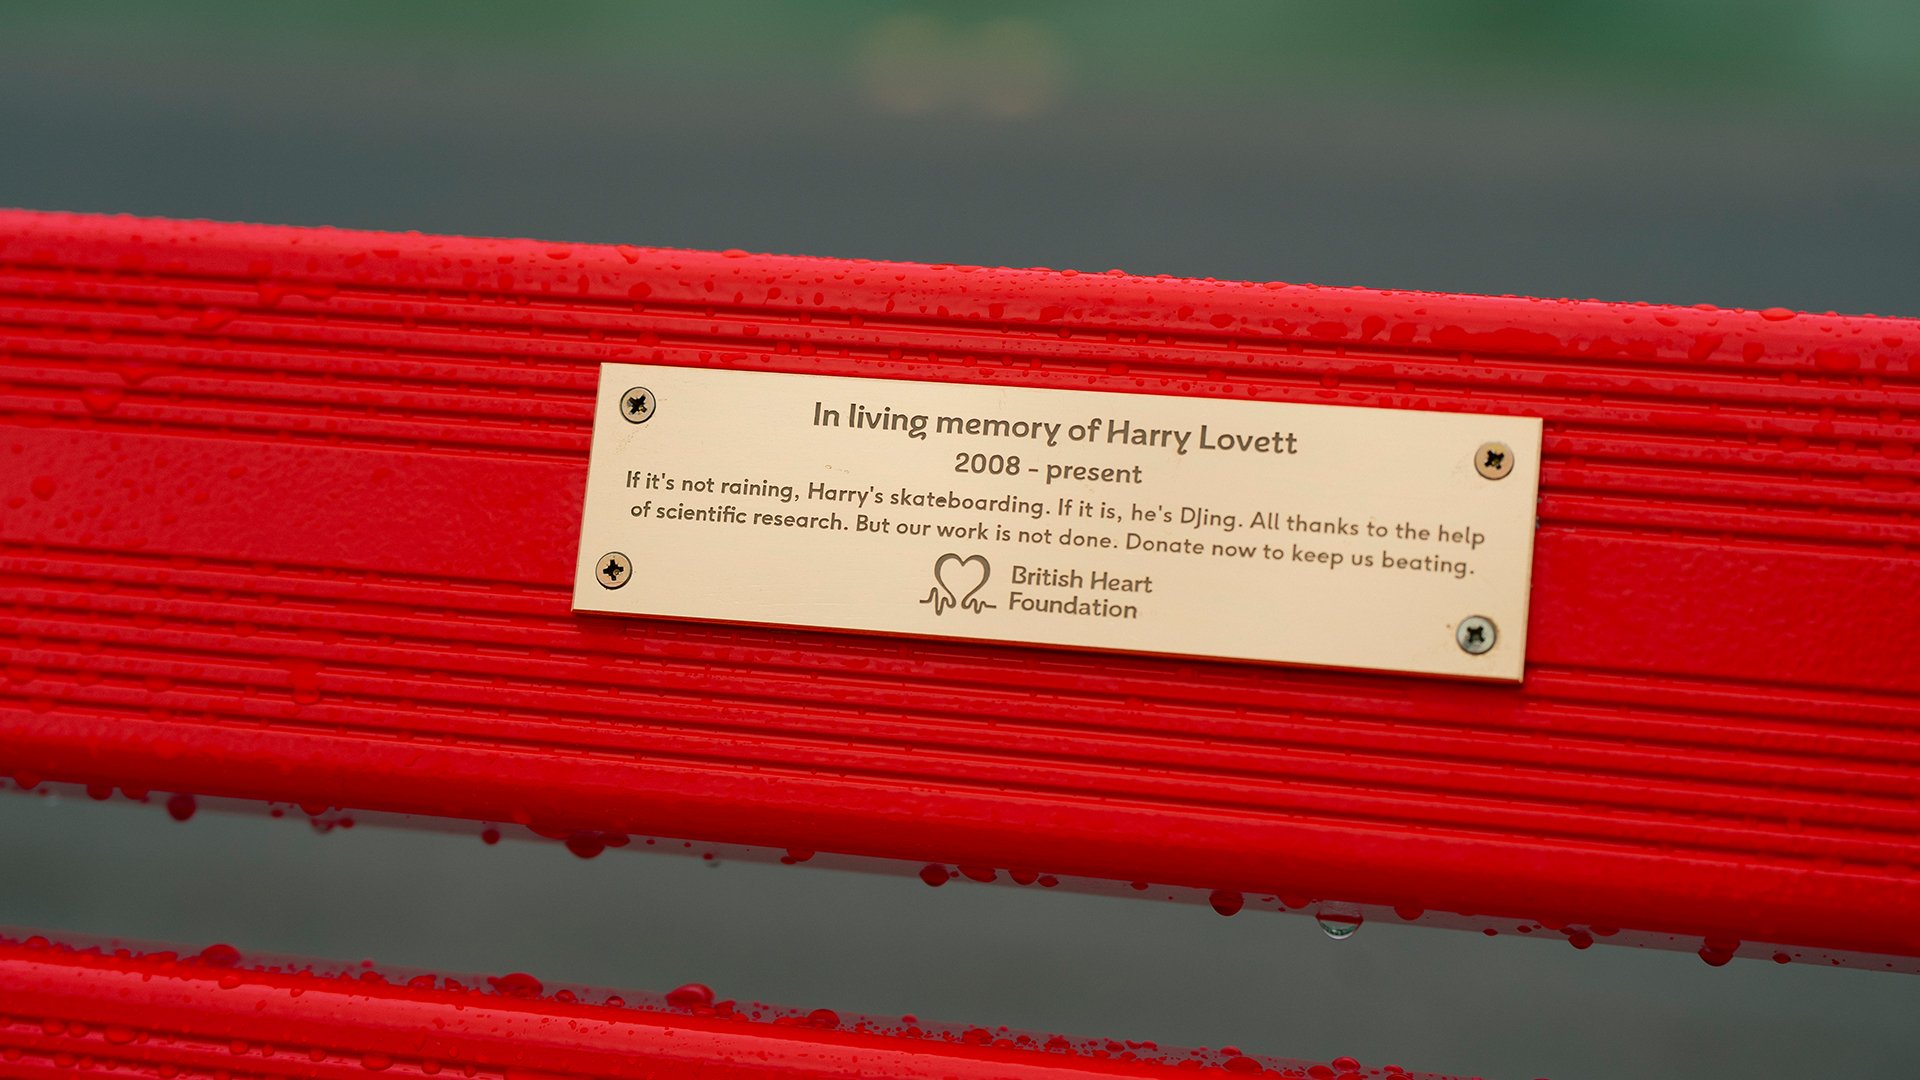 In living memory of Harry Lovett
2008 - present
If it's not raining, Harry's skateboarding. If it is, he's DJing. All thanks to the help
of scientific research. But our work is not done. Donate now to keep us beating.
British Heart
Foundation